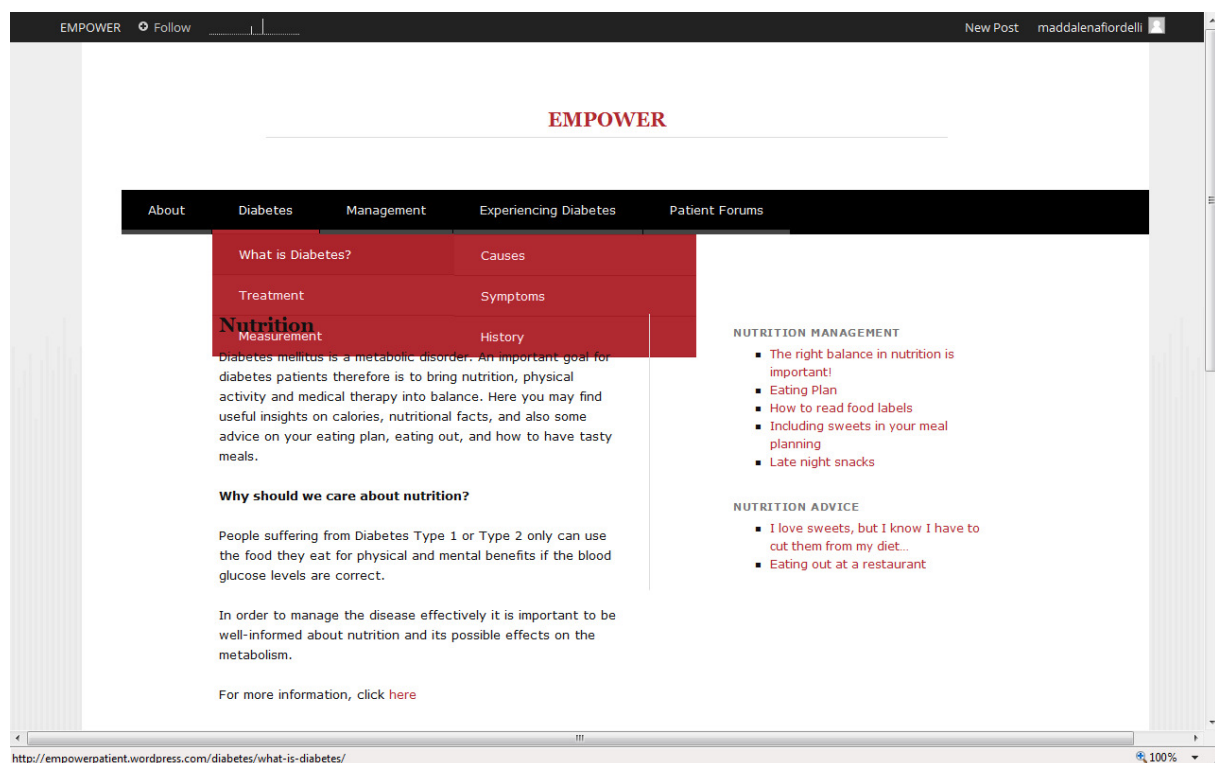 EMPOWER Follow New Post maddalenafiordelli
EMPOWER
About Diabetes Management Experiencing Diabetes Patient Forums
What is Diabetes? Causes
Treatment Symptoms
Measurement History
Nutrition
Diabetes mellitus is a metabolic disorder. An important goal for
diabetes patients therefore is to bring nutrition, physical
activity and medical therapy into balance. Here you may find
useful insights on calories, nutritional facts, and also some
advice on your eating plan, eating out, and how to have tasty
meals.
Why should we care about nutrition?
People suffering from Diabetes Type 1 or Type 2 only can use
the food they eat for physical and mental benefits if the blood
glucose levels are correct.
In order to manage the disease effectively it is important to be
well-informed about nutrition and its possible effects on the
metabolism.
For more information, click here
NUTRITION MANAGEMENT
The right balance in nutrition is
important!
Eating Plan
How to read food labels
Including sweets in your meal
planning
Late night snacks
NUTRITION ADVICE
I love sweets, but I know I have to
cut them from my diet...
Eating out at a restaurant
http://empowerpatient.wordpress.com/diabetes/what-is-diabetes/ 100%